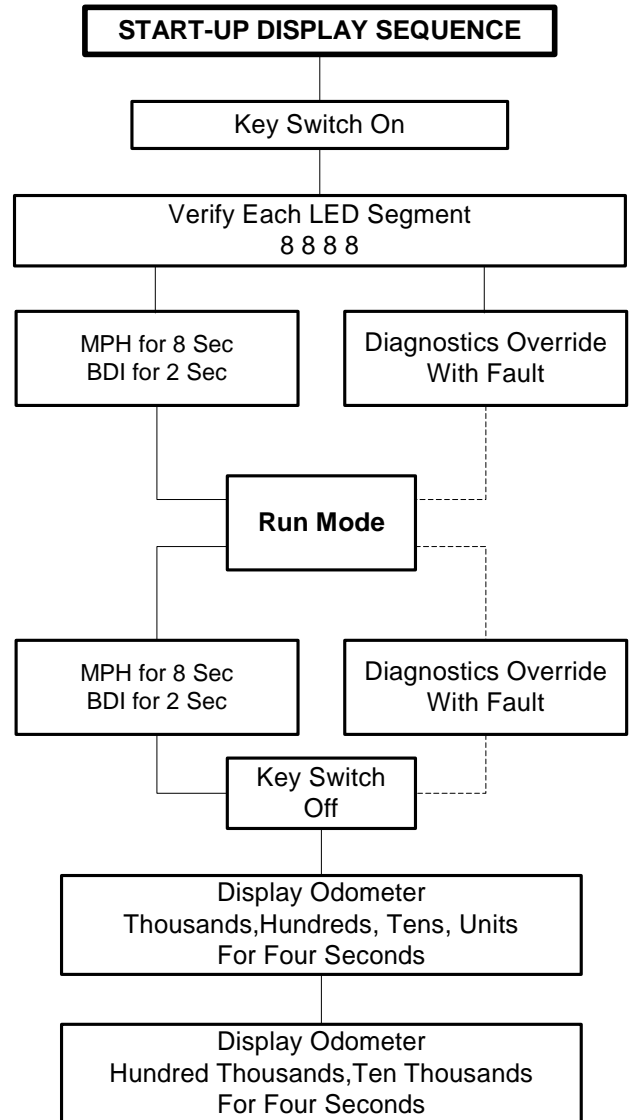 START-UP DISPLAY SEQUENCE
Key Switch On
Verify Each LED Segment
8 8 8 8
MPH for 8 Sec
BDI for 2 Sec
Diagnostics Override
With Fault
Run Mode
MPH for 8 Sec
BDI for 2 Sec
Diagnostics Override
With Fault
Key Switch
Off
Display Odometer
Thousands,Hundreds, Tens, Units
For Four Seconds
Display Odometer
Hundred Thousands,Ten Thousands
For Four Seconds